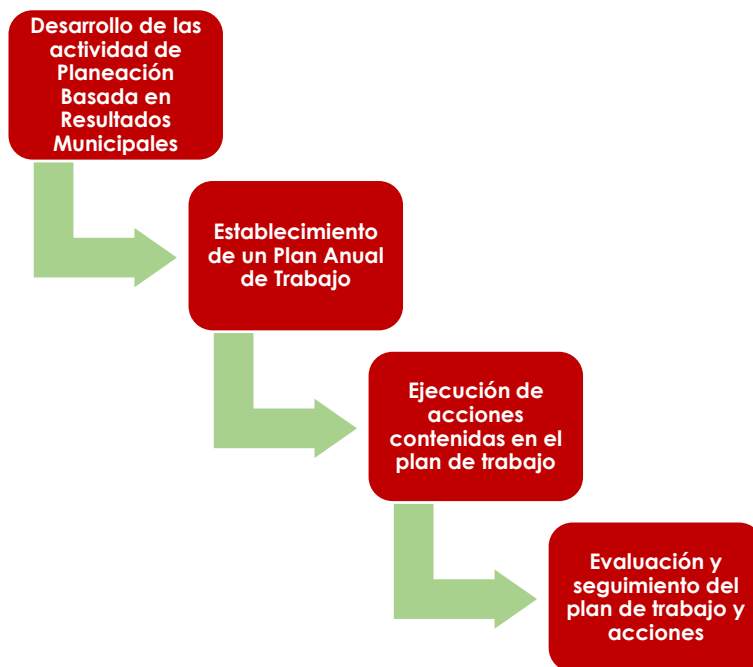 Desarrollo de las
actividad de
Planeación
Basada en
Resultados
Municipales
Establecimiento
de un Plan Anual
de Trabajo
Ejecución de
acciones
contenidas en el
plan de trabajo
Evaluación y
seguimiento del
plan de trabajo y
acciones